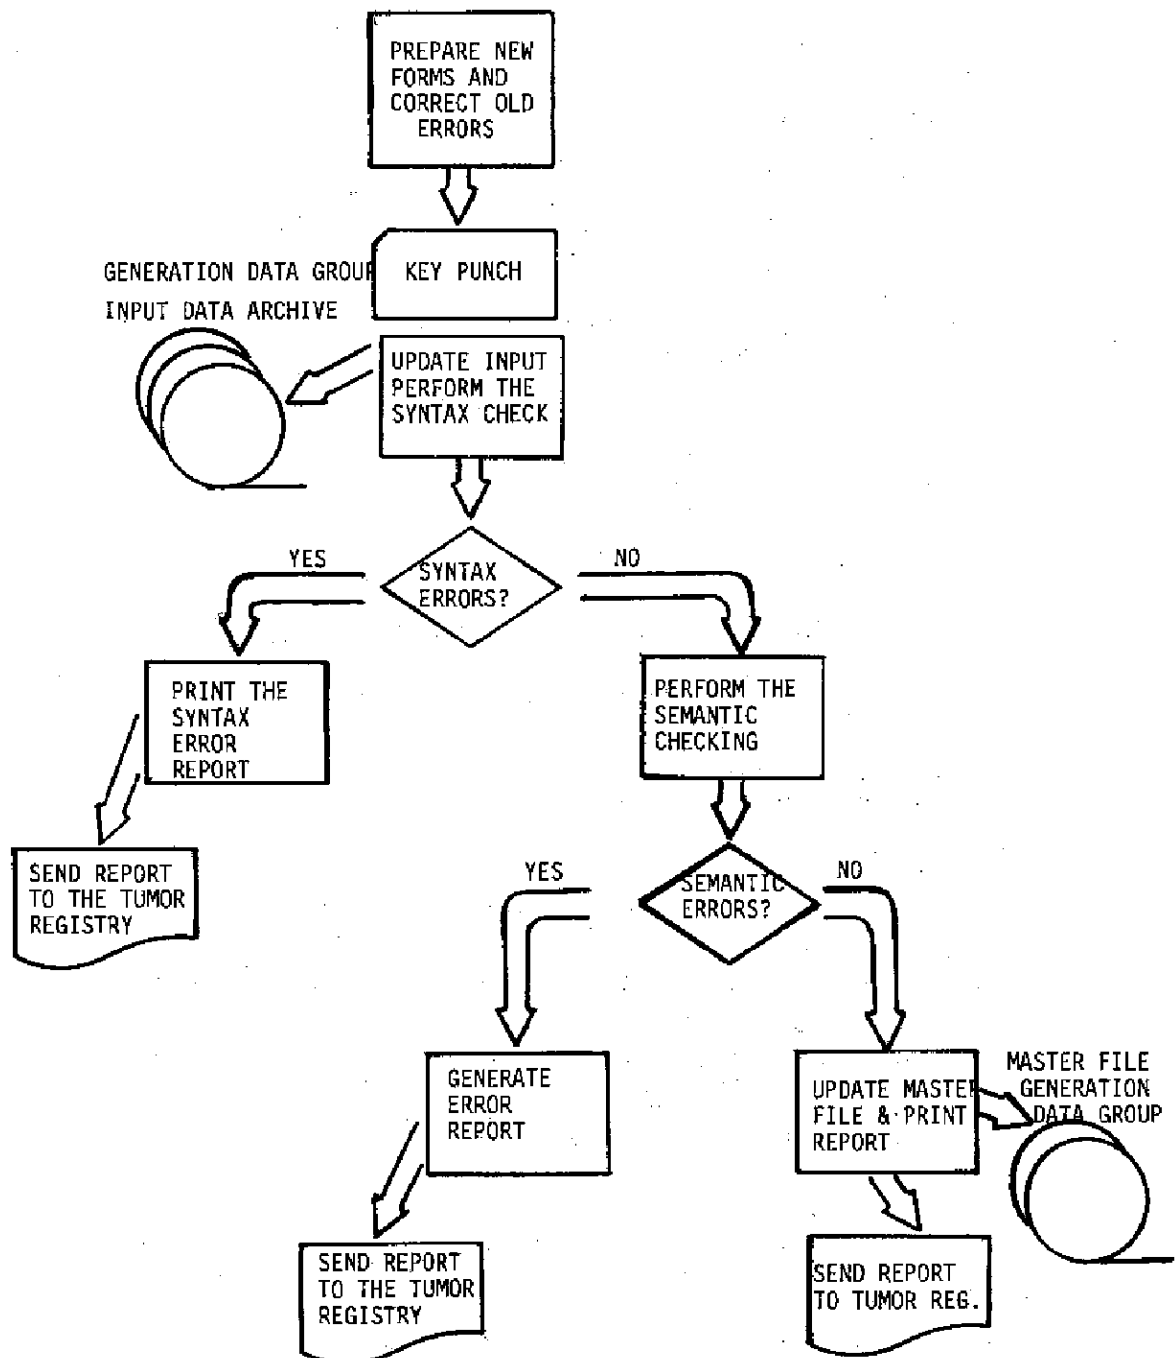 PREPARE NEW
FORMS AND
CORRECT OLD
ERRORS
GENERATION DATA GROUP
INPUT DATA ARCHIVE
KEY PUNCH
UPDATE INPUT
PERFORM THE
SYNTAX CHECK
YES
SYNTAX
ERRORS?
NO
PRINT THE
SYNTAX
ERROR
REPORT
PERFORM THE
SEMANTIC
CHECKING
SEND REPORT
TO THE TUMOR
REGISTRY
YES
SEMANTIC
ERRORS?
NO
GENERATE
ERROR
REPORT
UPDATE MASTER
FILE & PRINT
REPORT
MASTER FILE
GENERATION
DATA GROUP
SEND REPORT
TO THE TUMOR
REGISTRY
SEND REPORT
TO TUMOR REG.